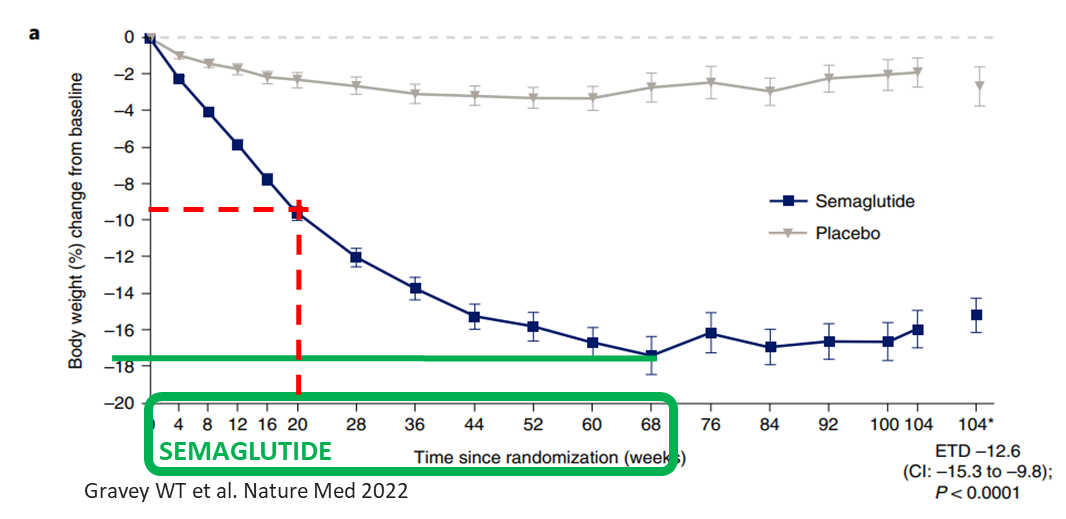 a
Body weight (%) change from baseline
0
–2
–4
–6
–8
–10
–12
–14
–16
–18
–20
Semaglutide
Placebo
0 4 8 12 16 20 28 36 44 52 60 68 76 84 92 100 104 104*
SEMAGLUTIDE
Time since randomization (weeks)
ETD –12.6
(CI: –15.3 to –9.8);
P < 0.0001
Gravey WT et al. Nature Med 2022